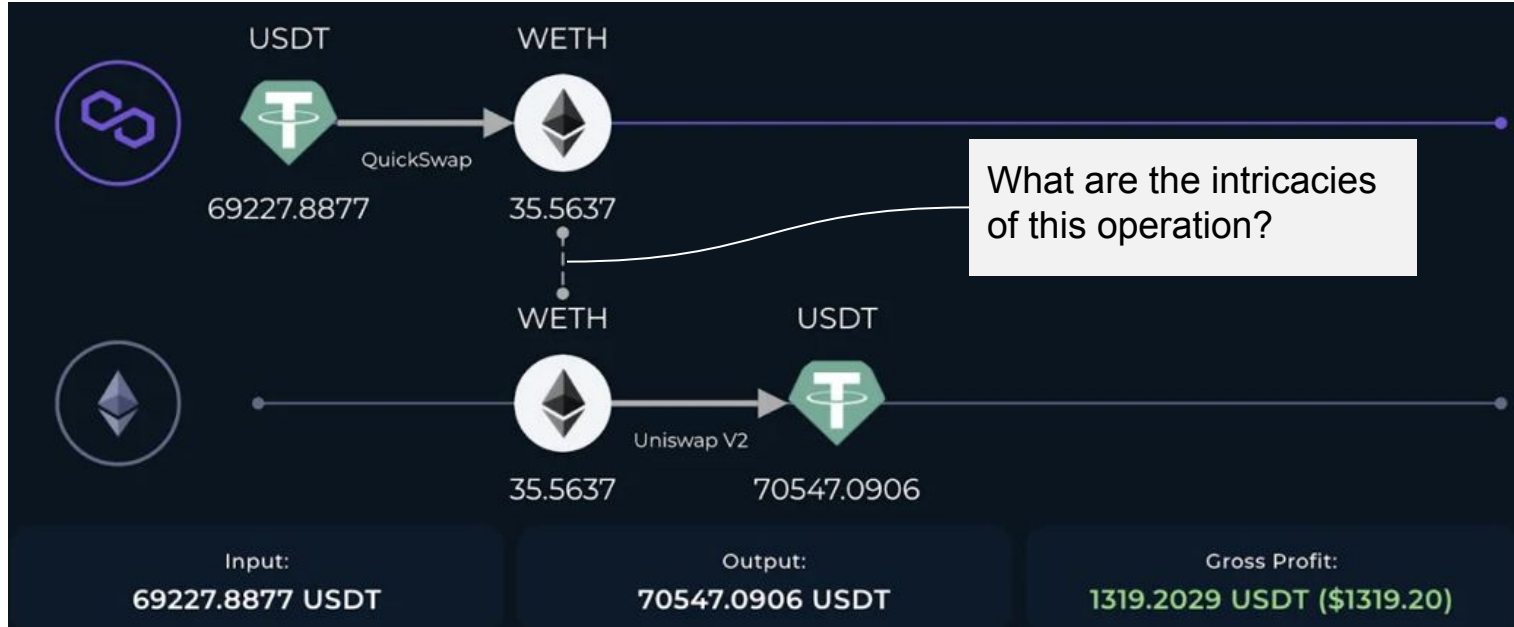 USDT WETH
QuickSwap
69227.8877 35.5637
What are the intricacies
of this operation?
WETH USDT
Uniswap V2
35.5637 70547.0906
Input:
69227.8877 USDT
Output:
70547.0906 USDT
Gross Profit:
1319.2029 USDT ($1319.20)